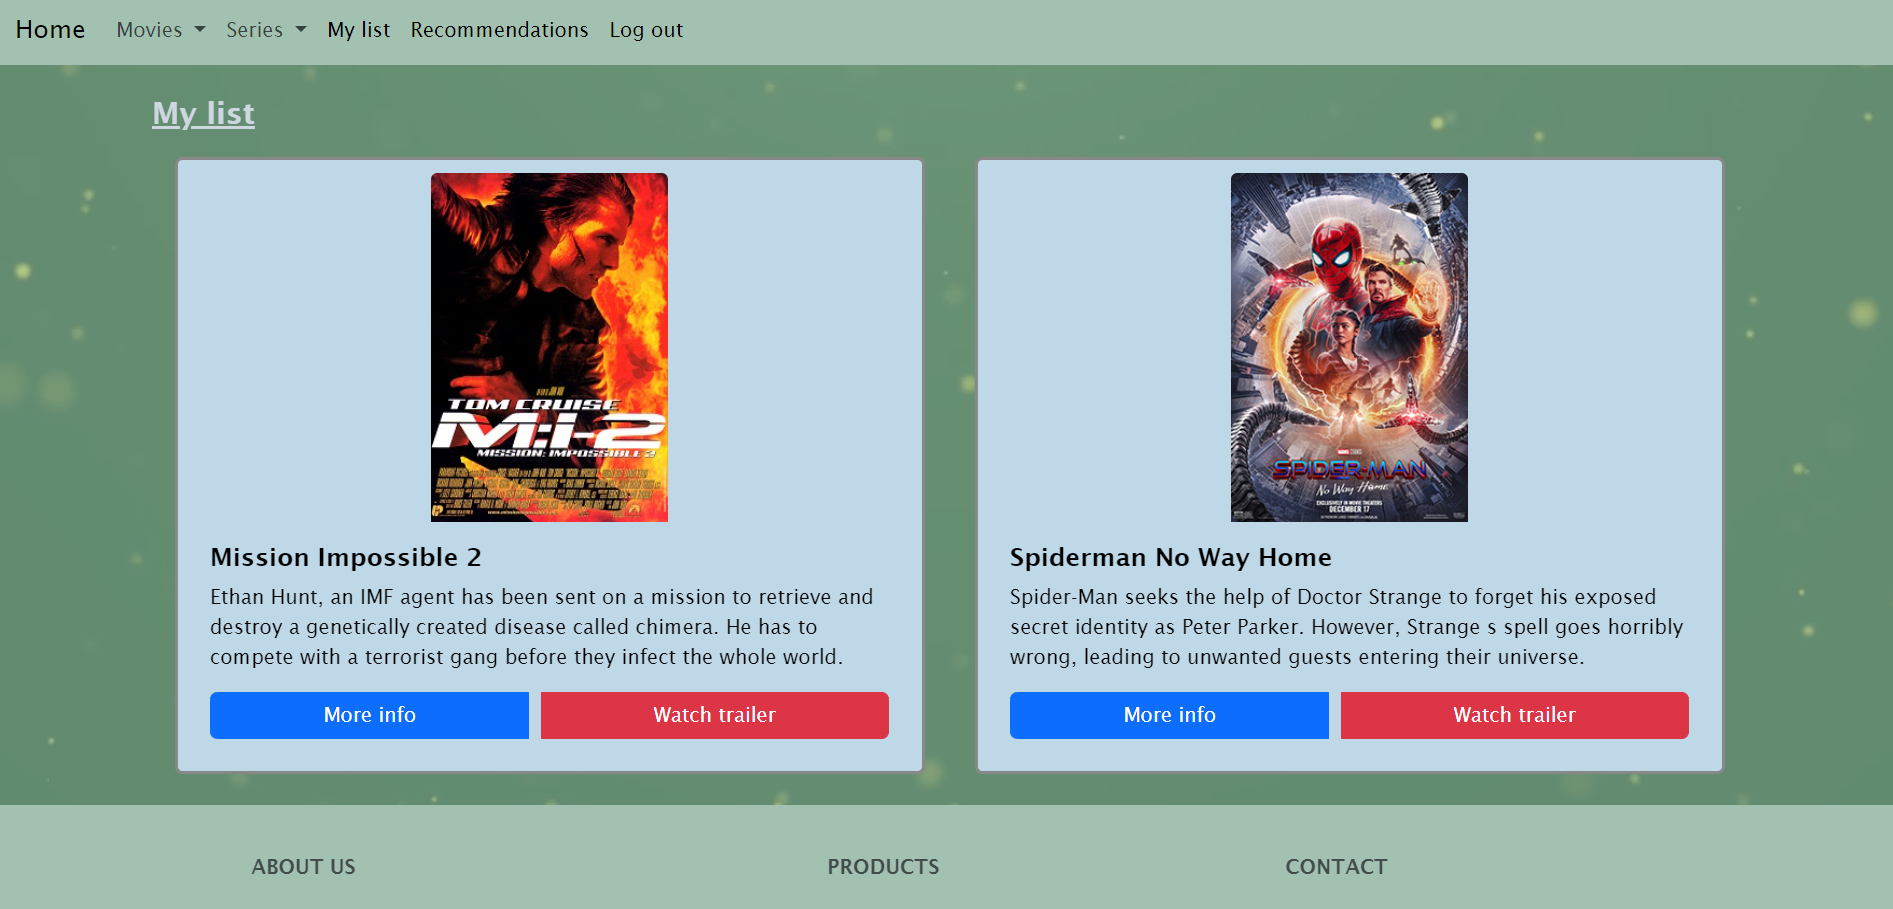 Home Movies Series My list Recommendations Log out
My list
TOM CRUISE
M:I-2
MISSION: IMPOSSIBLE 2
MARVEL STUDIOS
SPIDER-MAN
No Way Home
EXCLUSIVELY IN MOVIE THEATERS
DECEMBER 17
Mission Impossible 2
Ethan Hunt, an IMF agent has been sent on a mission to retrieve and
destroy a genetically created disease called chimera. He has to
compete with a terrorist gang before they infect the whole world.
More info Watch trailer
Spiderman No Way Home
Spider-Man seeks the help of Doctor Strange to forget his exposed
secret identity as Peter Parker. However, Strange s spell goes horribly
wrong, leading to unwanted guests entering their universe.
More info Watch trailer
ABOUT US PRODUCTS CONTACT